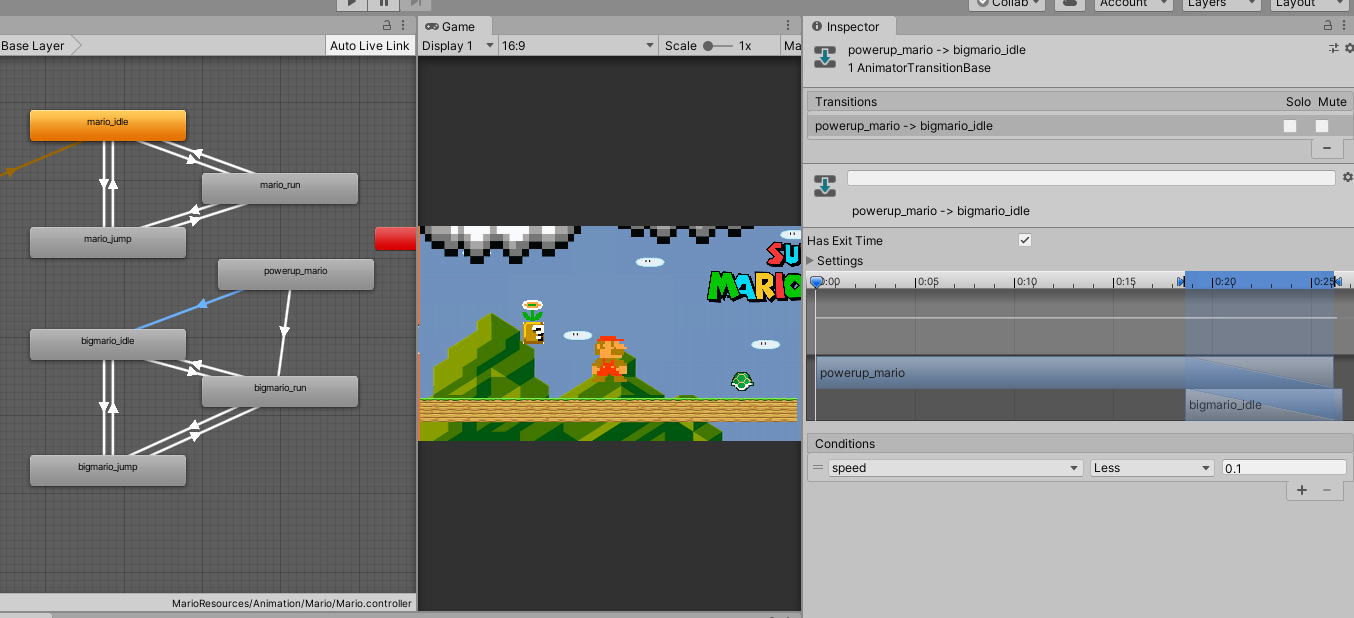 Collab
Account
Layers
Layout
Base Layer
Auto Live Link
Game
Display 1
16:9
Scale
1x
Ma
mario_idle
mario_run
mario_jump
powerup_mario
bigmario_idle
bigmario_run
bigmario_jump
MarioResources/Animation/Mario/Mario.controller
SU
MARIO
?
Inspector
powerup_mario -> bigmario_idle
1 AnimatorTransitionBase
Transitions
Solo
Mute
powerup_mario -> bigmario_idle
powerup_mario -> bigmario_idle
Has Exit Time
Settings
0:00
0:05
0:10
0:15
0:20
0:25
powerup_mario
bigmario_idle
Conditions
speed
Less
0.1